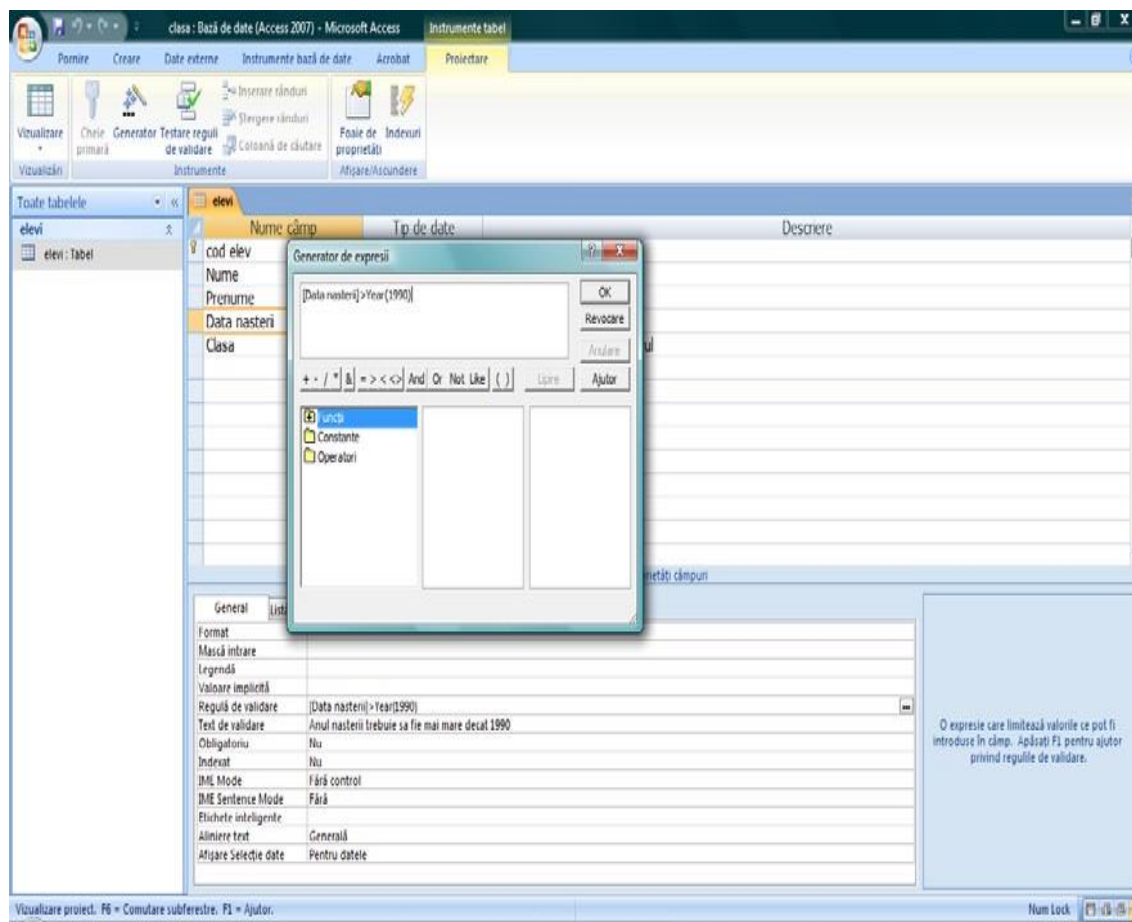 clasa : Bază de date (Access 2007) - Microsoft Access
Instrumente tabel
Pornire Creare Date externe Instrumente bază de date Acrobat Proiectare
Vizualizare
Cheie primară
Generator
Testare reguli de validare
Inserare rânduri
Ștergere rânduri
Coloană de căutare
Foaie de proprietăți
Indexuri
Vizualizări Instrumente Afișare/Ascundere
Toate tabelele
elevi
elevi : Tabel
elevi
Nume câmp Tip de date Descriere
cod elev
Nume
Prenume
Data nasteri
Clasa
ul
Generator de expresii
[Data nasterii]>Year(1990)
OK
Revocare
Anulare
+ - / * & = > < <> And Or Not Like ( ) Lipire Ajutor
Funcții
Constante
Operatori
rietăți câmpuri
General
Format
Mască intrare
Legendă
Valoare implicită
Regulă de validare [Data nasterii]>Year(1990)
Text de validare Anul nasterii trebuie sa fie mai mare decat 1990
Obligatoriu Nu
Indexat Nu
IME Mode Fără control
IME Sentence Mode Fără
Etichete inteligente
Aliniere text Generală
Afișare Selecție date Pentru datele
O expresie care limitează valorile ce pot fi
introduse în câmp. Apăsați F1 pentru ajutor
privind regulile de validare.
Vizualizare proiect. F6 = Comutare subferestre. F1 = Ajutor.
Num Lock